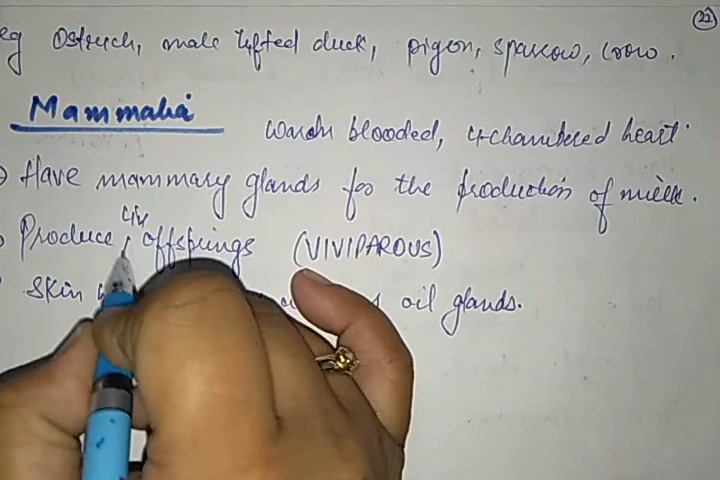 22
eg Ostrich, male tufted duck, pigeon, sparrow, crow.
Mammalia
warm blooded, 4-chambered heart
Have mammary glands for the production of milk.
liv
Produce offsprings (VIVIPAROUS)
Skin oil glands.